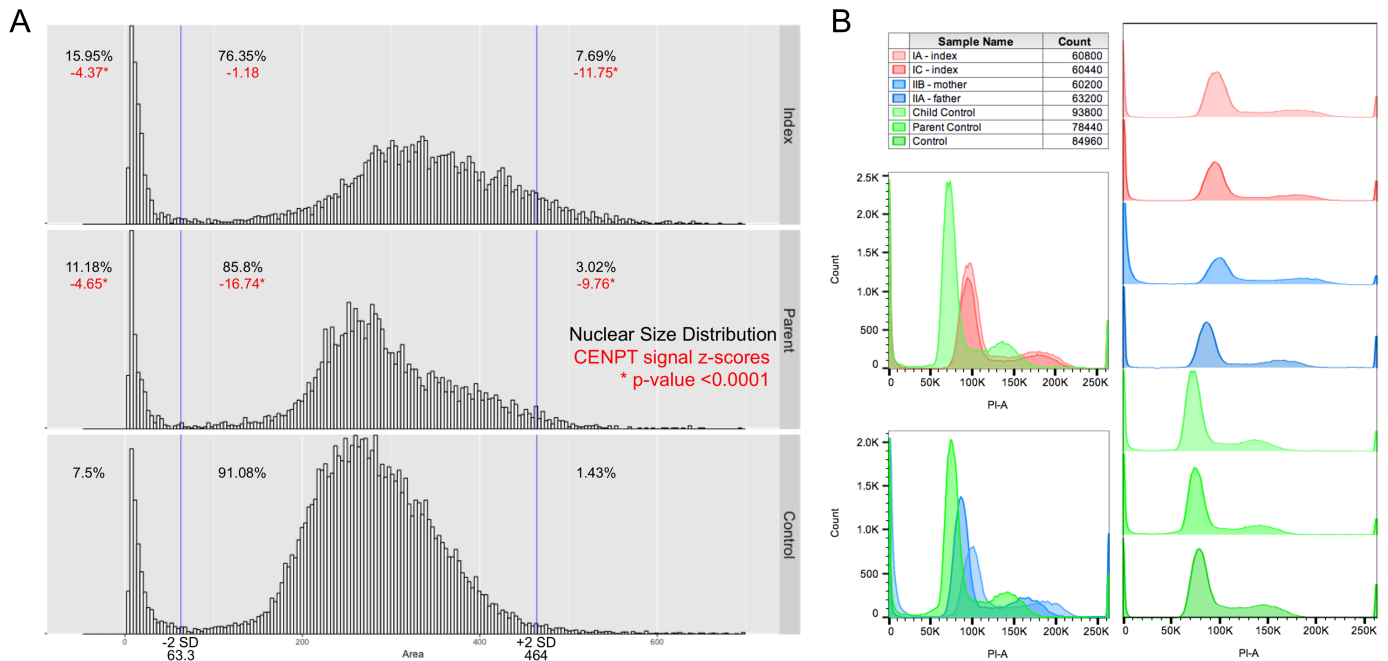 A
15.95%
-4.37*
76.35%
-1.18
7.69%
-11.75*
Index
11.18%
-4.65*
85.8%
-16.74*
3.02%
-9.76*
Parent
Nuclear Size Distribution
CENPT signal z-scores
* p-value <0.0001
7.5%
91.08%
1.43%
Control
0 200 400 600
-2 SD
63.3
Area
+2 SD
464
B
Sample Name Count
IA - index 60800
IC - index 60440
IIB - mother 60200
IIA - father 63200
Child Control 93800
Parent Control 78440
Control 84960
2.5K
2.0K
1.5K
1.0K
500
0
Count
0 50K 100K 150K 200K 250K
PI-A
2.0K
1.5K
1.0K
500
0
Count
0 50K 100K 150K 200K 250K
PI-A
0 50K 100K 150K 200K 250K
PI-A